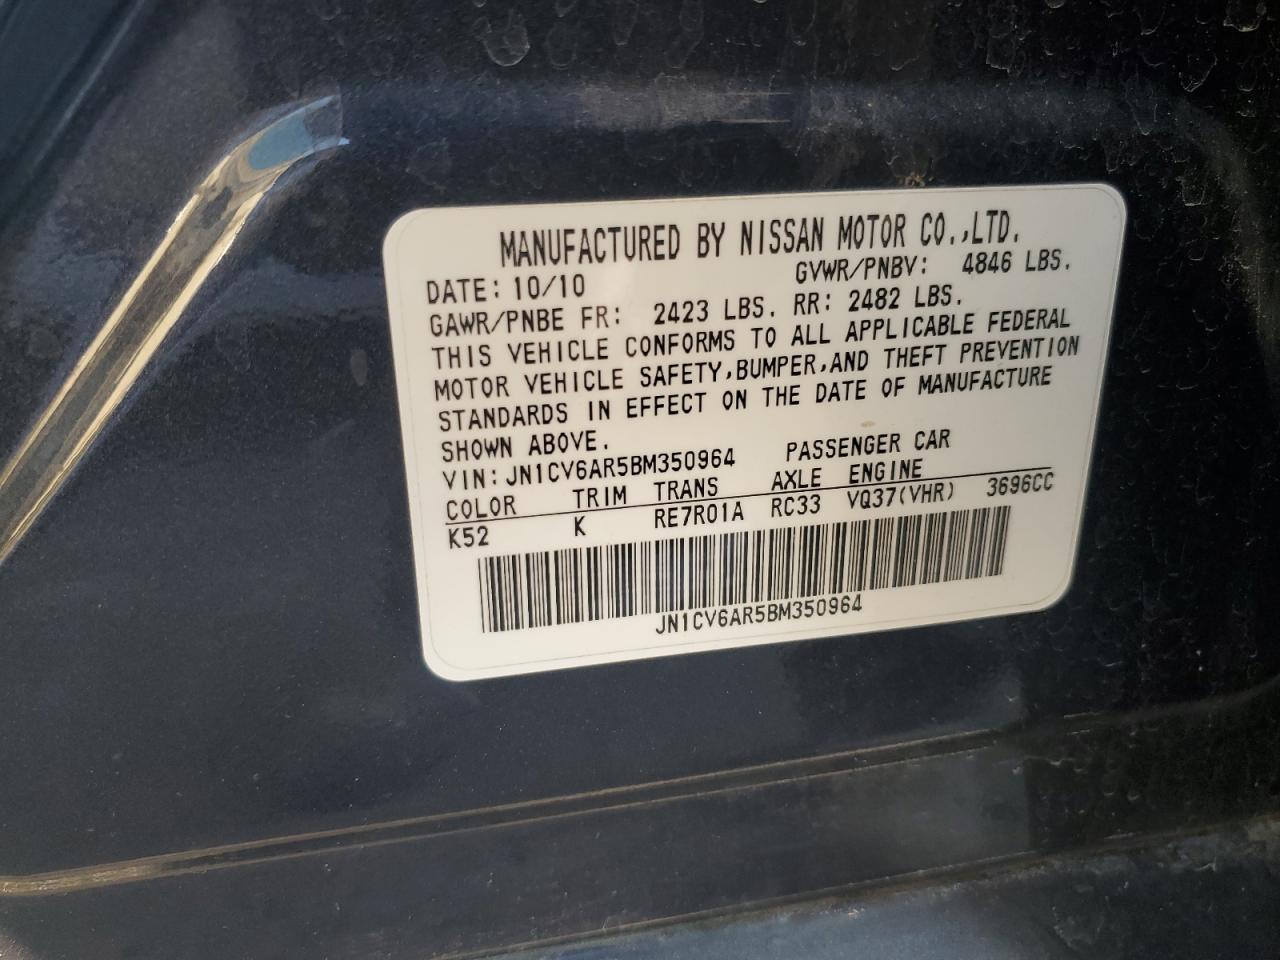 MANUFACTURED BY NISSAN MOTOR CO.,LTD.
DATE: 10/10 GVWR/PNBV: 4846 LBS.
GAWR/PNBE FR: 2423 LBS. RR: 2482 LBS.
THIS VEHICLE CONFORMS TO ALL APPLICABLE FEDERAL
MOTOR VEHICLE SAFETY,BUMPER,AND THEFT PREVENTION
STANDARDS IN EFFECT ON THE DATE OF MANUFACTURE
SHOWN ABOVE.
VIN: JN1CV6AR5BM350964 PASSENGER CAR
COLOR TRIM TRANS AXLE ENGINE
K52 K RE7R01A RC33 VQ37(VHR) 3696CC
JN1CV6AR5BM350964